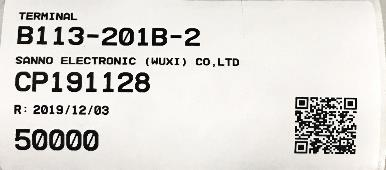 TERMINAL
B113-201B-2
SANNO ELECTRONIC (WUXI) CO,LTD
CP191128
R: 2019/12/03
50000